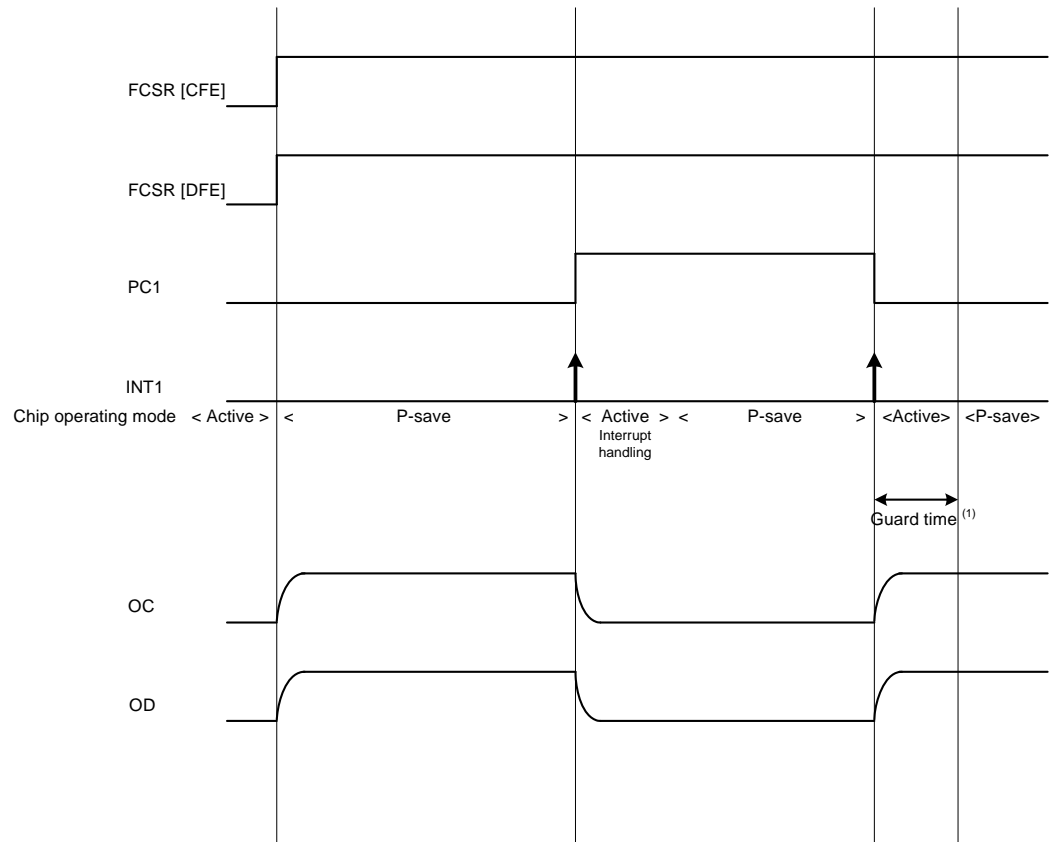 FCSR [CFE]
FCSR [DFE]
PC1
INT1
Chip operating mode < Active > < P-save > < Active > < P-save > <Active> <P-save>
Interrupt
handling
Guard time (1)
OC
OD